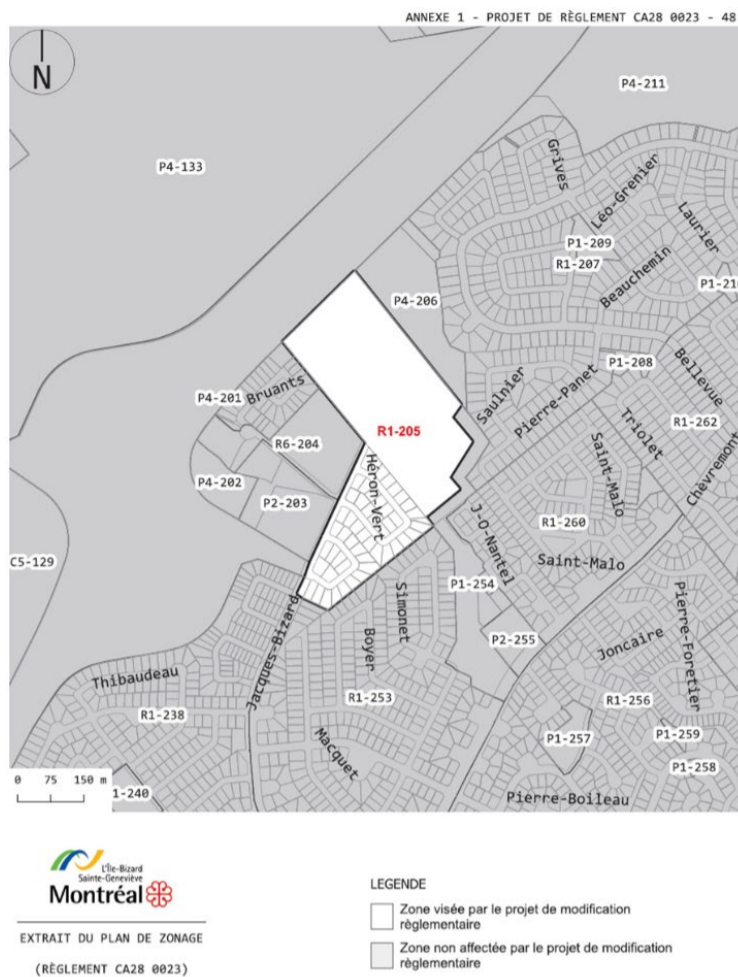 ANNEXE 1 - PROJET DE RÈGLEMENT CA28 0023 - 48
N
P4-211
P4-133
Grives
Léo-Grenier
Laurier
P1-209
R1-207
Beauchemin
P1-210
P4-206
P1-208
Bellevue
Saulnier
Pierre-Panet
P4-201
Bruants
R1-205
Triolet
R1-262
R6-204
Saint-Malo
Chèvremont
P4-202
Héron-Vert
P2-203
R1-260
J-O-Nantel
C5-129
Saint-Malo
P1-254
Simonet
Jacques-Bizard
Boyer
P2-255
Joncaire
Pierre-Foretier
Thibaudeau
R1-253
R1-256
R1-238
Macquet
P1-257
P1-259
P1-258
0 75 150 m
1-240
Pierre-Boileau
L'Île-Bizard
Sainte-Geneviève
Montréal
EXTRAIT DU PLAN DE ZONAGE
(RÈGLEMENT CA28 0023)
LEGENDE
Zone visée par le projet de modification
règlementaire
Zone non affectée par le projet de modification
règlementaire